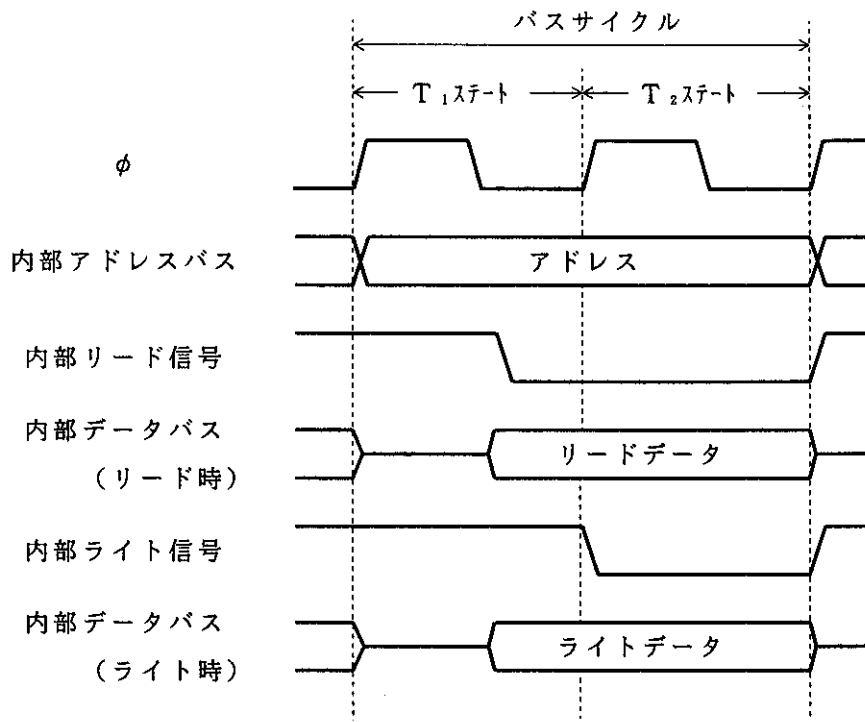 バスサイクル
T₁ステート
T₂ステート
φ
内部アドレスバス
アドレス
内部リード信号
内部データバス
(リード時)
リードデータ
内部ライト信号
内部データバス
(ライト時)
ライトデータ